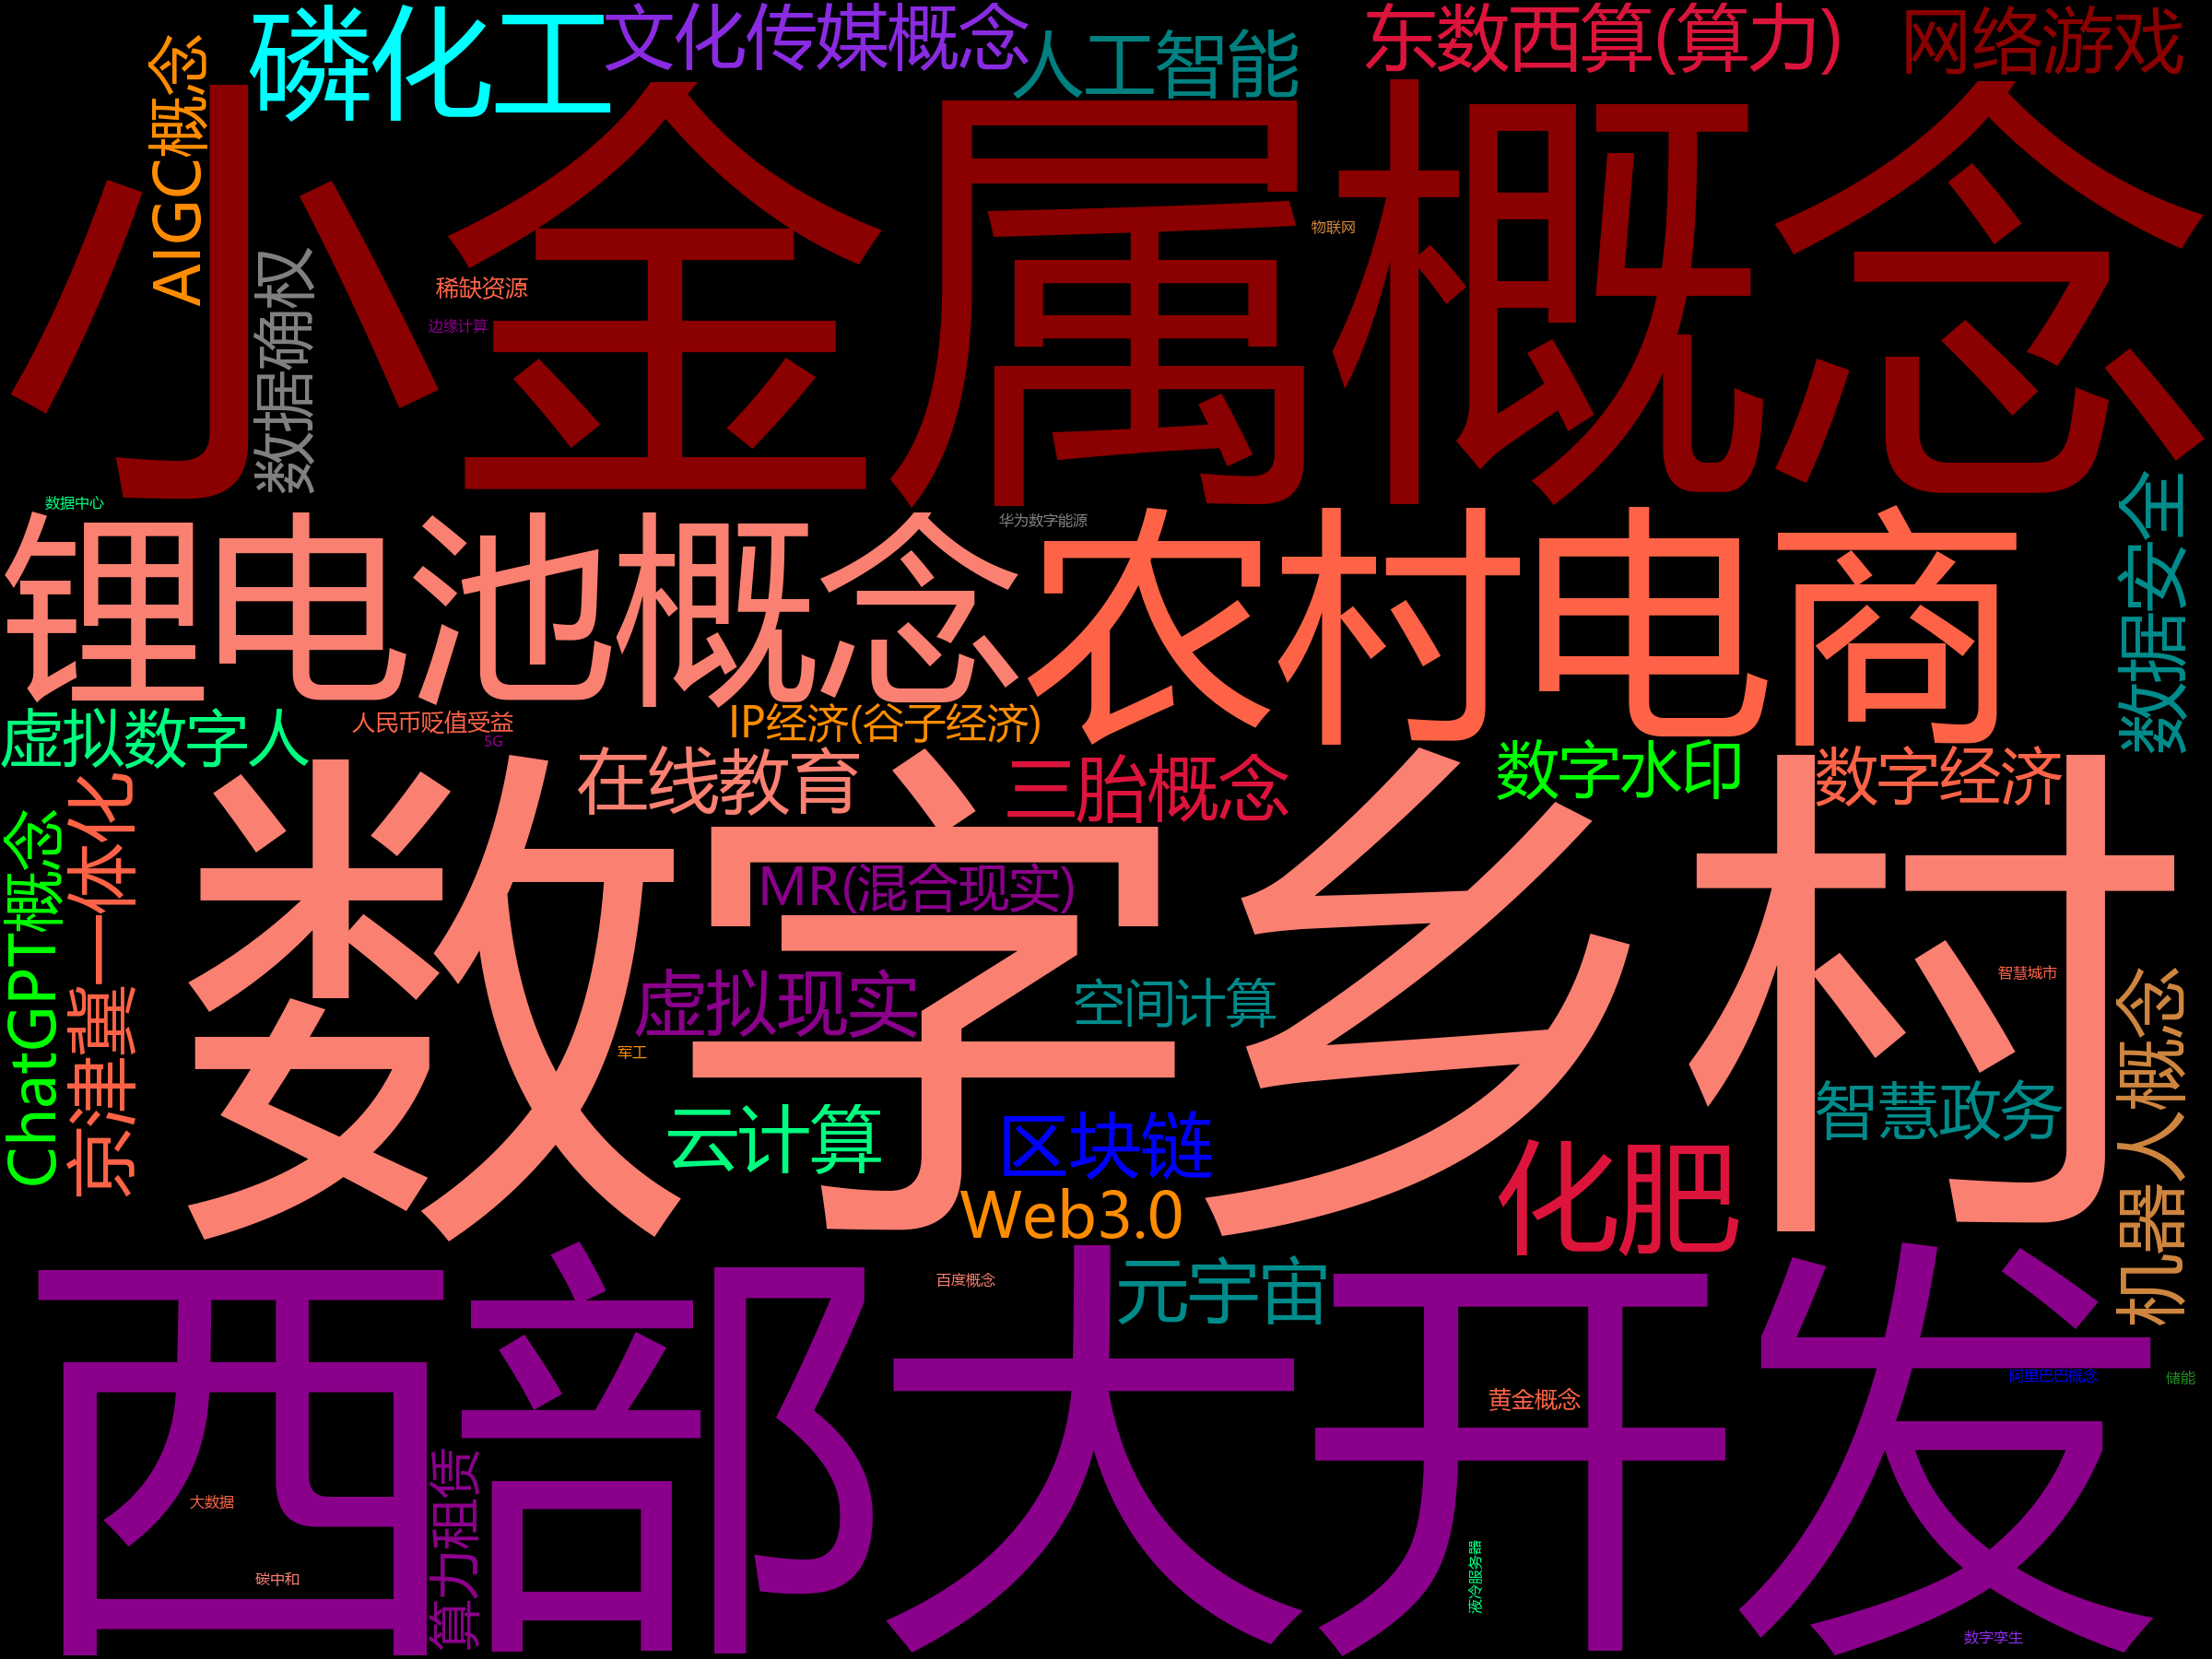 磷化工
文化传媒概念
人工智能
东数西算(算力)
网络游戏
AIGC概念
小金属概念
物联网
数据确权
稀缺资源
边缘计算
数据中心
华为数字能源
锂电池概念
农村电商
数据安全
虚拟数字人
人民币贬值受益
5G
IP经济(谷子经济)
在线教育
三胎概念
数字水印
数字经济
ChatGPT概念
京津冀一体化
数字乡村
MR(混合现实)
虚拟现实
空间计算
智慧城市
军工
云计算
区块链
智慧政务
机器人概念
Web3.0
化肥
西部大开发
百度概念
元宇宙
黄金概念
阿里巴巴概念
储能
大数据
算力租赁
碳中和
液冷服务器
数字孪生